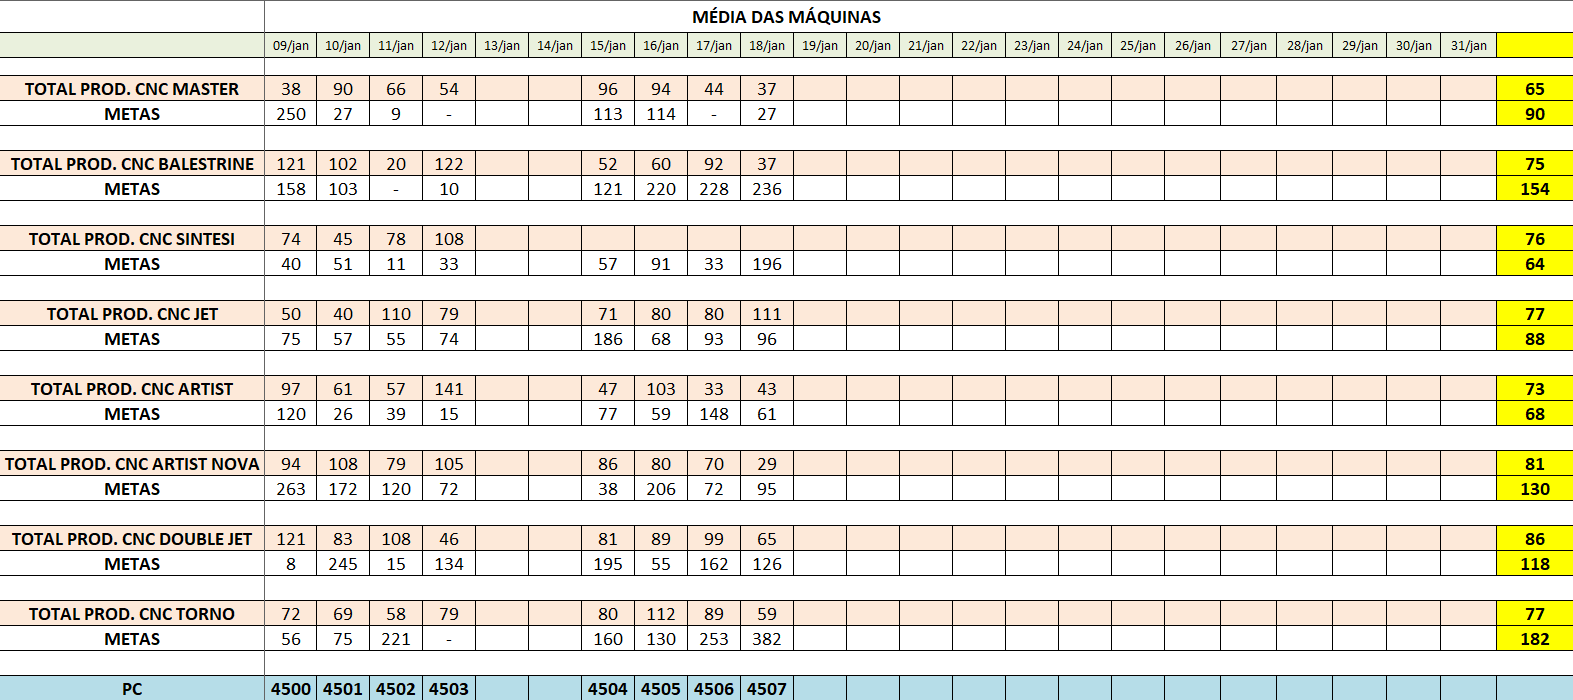 MÉDIA DAS MÁQUINAS
09/jan 10/jan 11/jan 12/jan 13/jan 14/jan 15/jan 16/jan 17/jan 18/jan 19/jan 20/jan 21/jan 22/jan 23/jan 24/jan 25/jan 26/jan 27/jan 28/jan 29/jan 30/jan 31/jan
TOTAL PROD. CNC MASTER 38 90 66 54 96 94 44 37 65
METAS 250 27 9 - 113 114 - 27 90
TOTAL PROD. CNC BALESTRINE 121 102 20 122 52 60 92 37 75
METAS 158 103 - 10 121 220 228 236 154
TOTAL PROD. CNC SINTESI 74 45 78 108 76
METAS 40 51 11 33 57 91 33 196 64
TOTAL PROD. CNC JET 50 40 110 79 71 80 80 111 77
METAS 75 57 55 74 186 68 93 96 88
TOTAL PROD. CNC ARTIST 97 61 57 141 47 103 33 43 73
METAS 120 26 39 15 77 59 148 61 68
TOTAL PROD. CNC ARTIST NOVA 94 108 79 105 86 80 70 29 81
METAS 263 172 120 72 38 206 72 95 130
TOTAL PROD. CNC DOUBLE JET 121 83 108 46 81 89 99 65 86
METAS 8 245 15 134 195 55 162 126 118
TOTAL PROD. CNC TORNO 72 69 58 79 80 112 89 59 77
METAS 56 75 221 - 160 130 253 382 182
PC 4500 4501 4502 4503 4504 4505 4506 4507